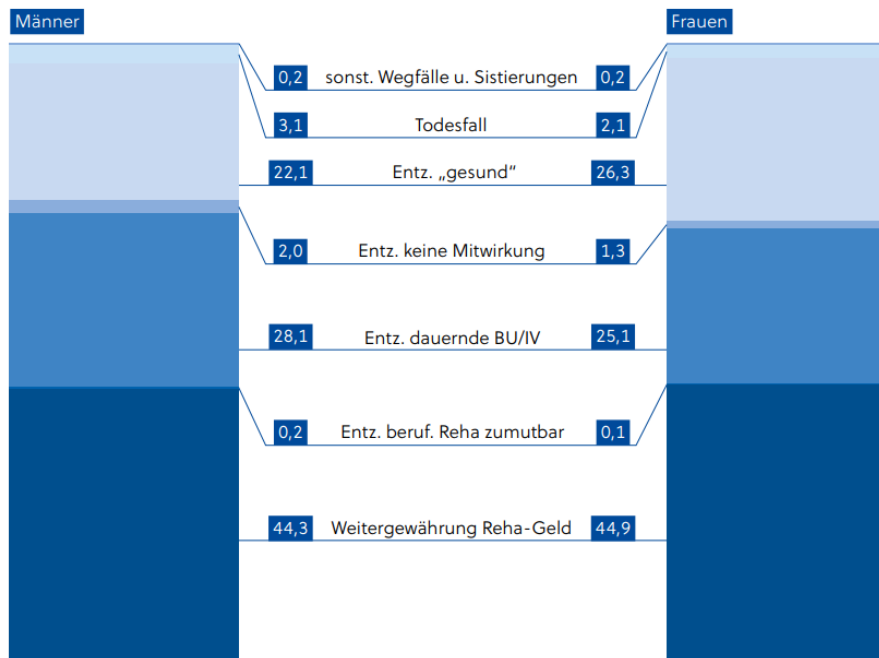 Männer Frauen
0,2 sonst. Wegfälle u. Sistierungen 0,2
3,1 Todesfall 2,1
22,1 Entz. „gesund“ 26,3
2,0 Entz. keine Mitwirkung 1,3
28,1 Entz. dauernde BU/IV 25,1
0,2 Entz. beruf. Reha zumutbar 0,1
44,3 Weitergewährung Reha-Geld 44,9